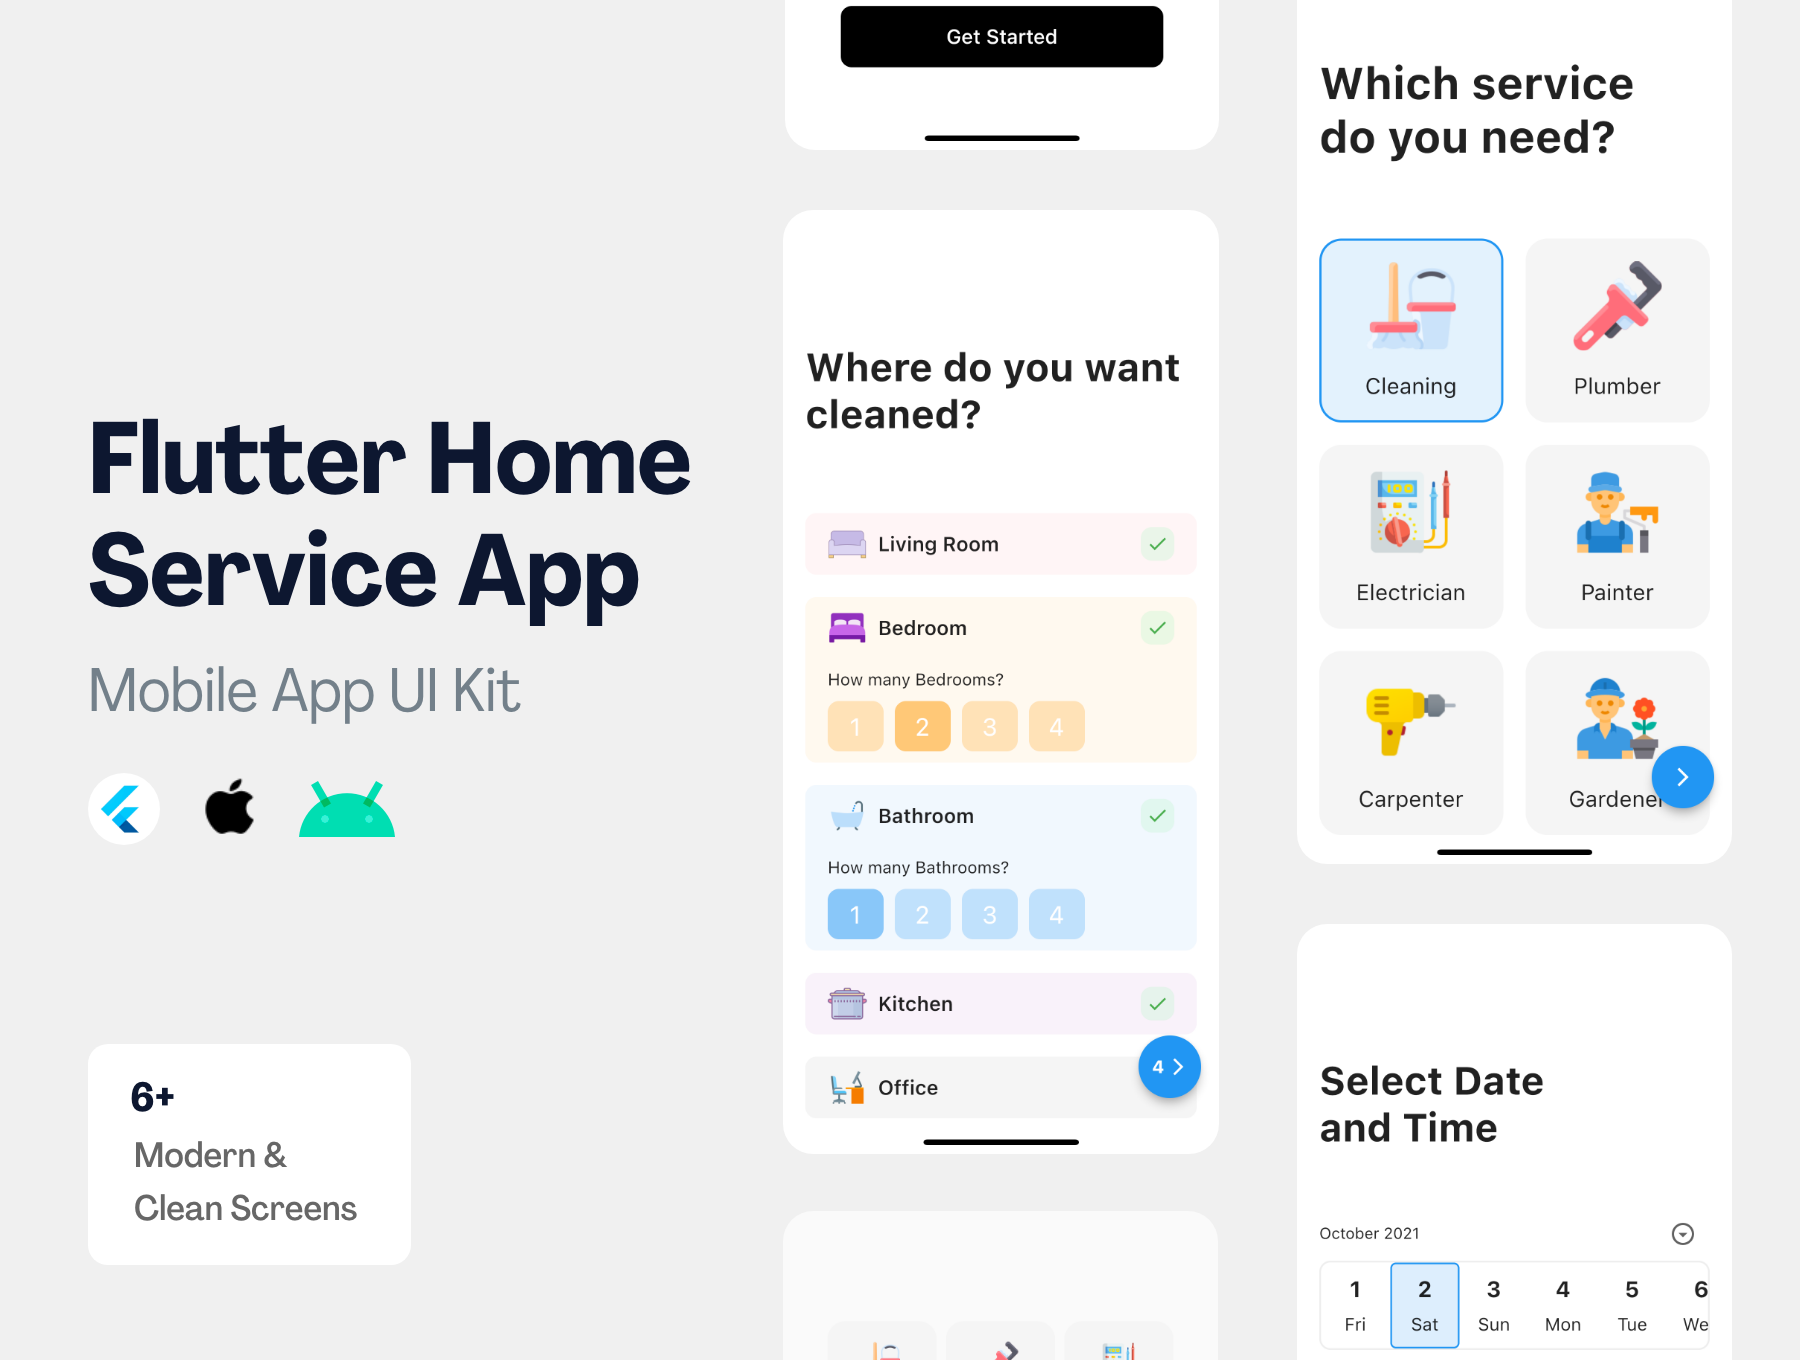 Flutter Home
Service App
Mobile App UI Kit
6+
Modern &
Clean Screens
Get Started
Where do you want
cleaned?
Living Room
Bedroom
How many Bedrooms?
1 2 3 4
Bathroom
How many Bathrooms?
1 2 3 4
Kitchen
4
Office
Which service
do you need?
Cleaning
Plumber
100
Electrician
Painter
Carpenter
Gardener
Select Date
and Time
October 2021
1 2 3 4 5 6
Fri Sat Sun Mon Tue We